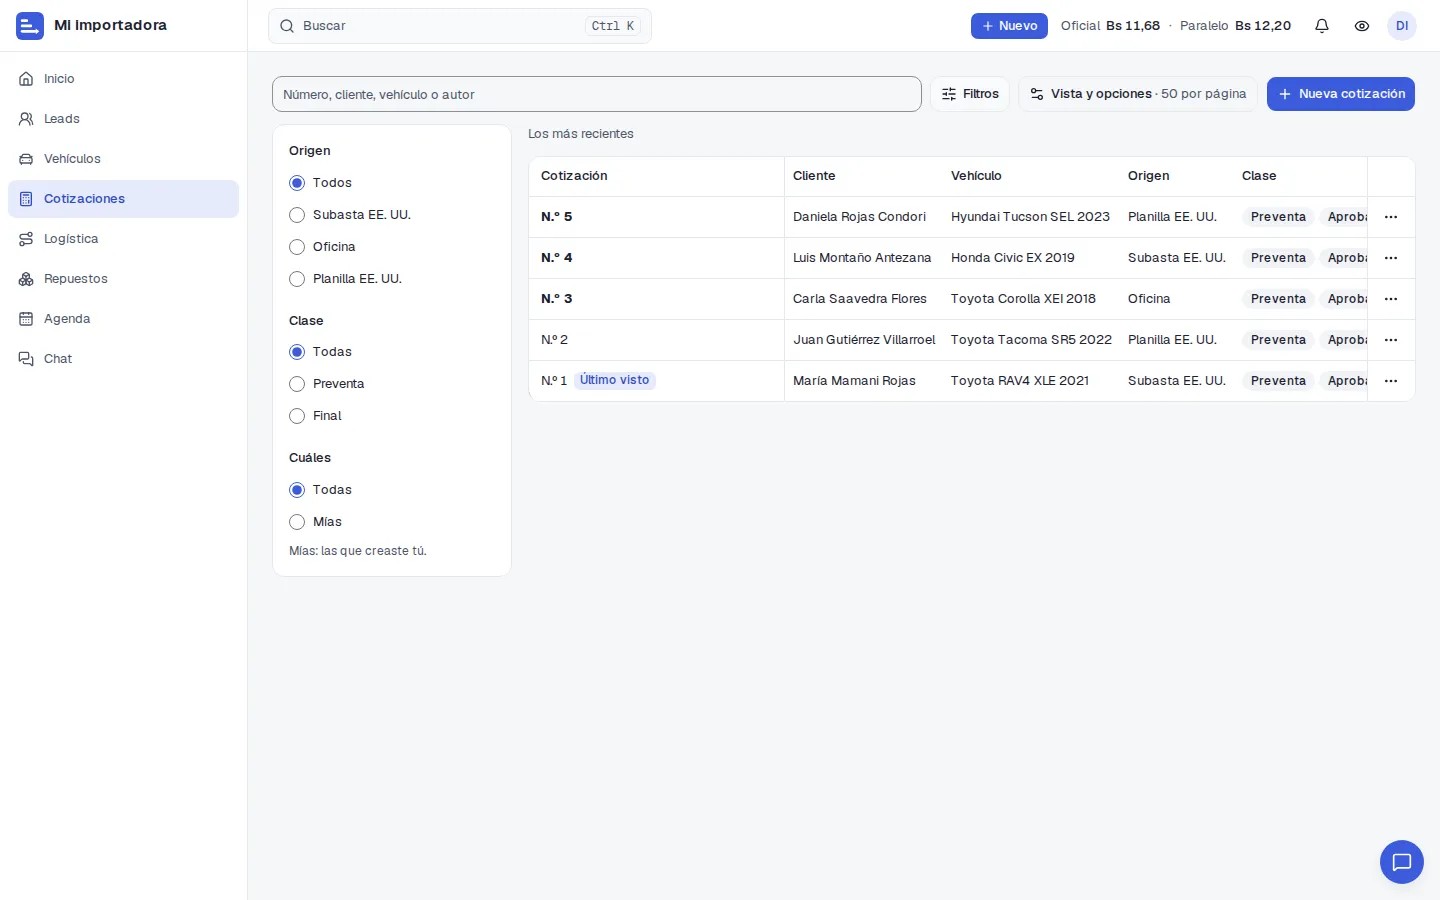 MI Importadora
Buscar
Ctrl K
Nuevo
Oficial Bs 11,68 · Paralelo Bs 12,20
DI
Inicio
Leads
Vehículos
Cotizaciones
Logística
Repuestos
Agenda
Chat
Número, cliente, vehículo o autor
Filtros
Vista y opciones · 50 por página
Nueva cotización
Origen
Todos
Subasta EE. UU.
Oficina
Planilla EE. UU.
Clase
Todas
Preventa
Final
Cuáles
Todas
Mías
Mías: las que creaste tú.
Los más recientes
Cotización Cliente Vehículo Origen Clase
N.º 5 Daniela Rojas Condori Hyundai Tucson SEL 2023 Planilla EE. UU. Preventa Aproba
N.º 4 Luis Montaño Antezana Honda Civic EX 2019 Subasta EE. UU. Preventa Aproba
N.º 3 Carla Saavedra Flores Toyota Corolla XEI 2018 Oficina Preventa Aproba
N.º 2 Juan Gutiérrez Villarroel Toyota Tacoma SR5 2022 Planilla EE. UU. Preventa Aproba
N.º 1 Último visto María Mamani Rojas Toyota RAV4 XLE 2021 Subasta EE. UU. Preventa Aproba